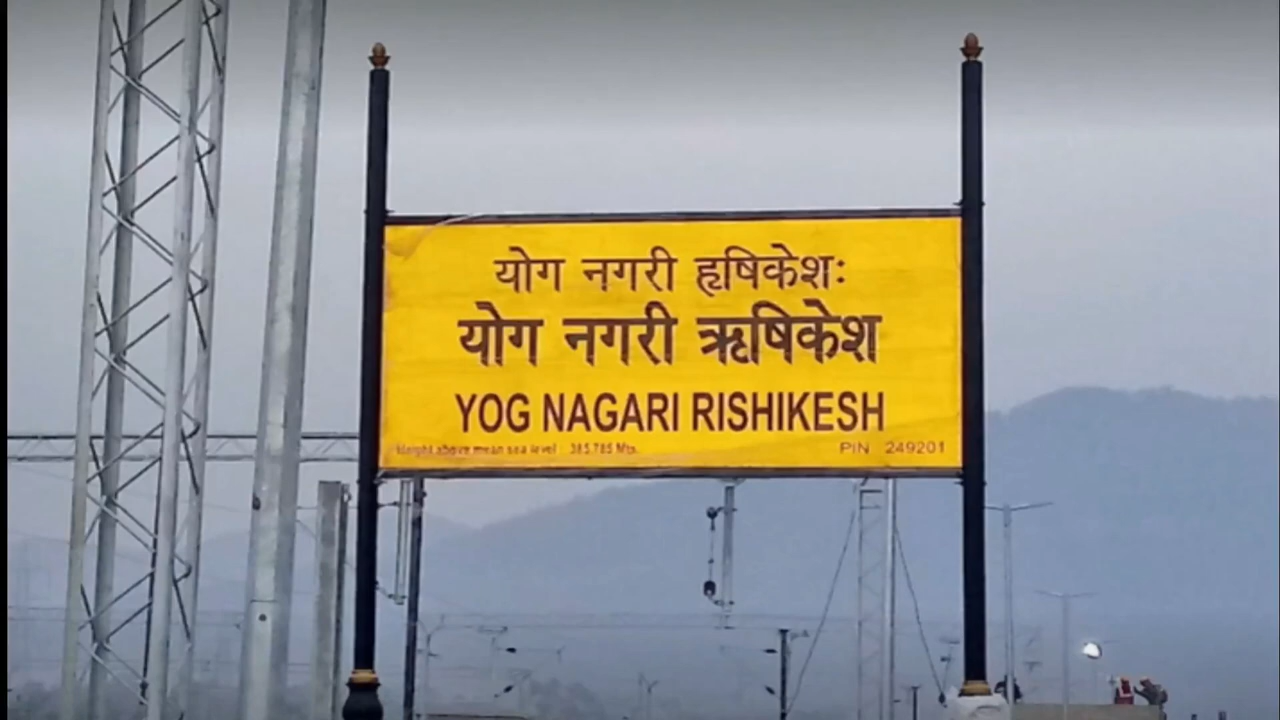 योग नगरी हृषिकेशः
योग नगरी ऋषिकेश
YOG NAGARI RISHIKESH
Height above mean sea level 385.785 Mts. PIN 249201